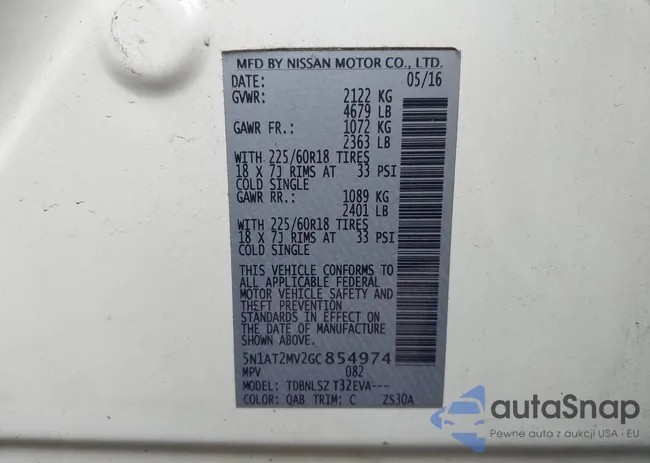 MFD BY NISSAN MOTOR CO., LTD.
DATE: 05/16
GVWR: 2122 KG
4679 LB
GAWR FR.: 1072 KG
2363 LB
WITH 225/60R18 TIRES
18 X 7J RIMS AT 33 PSI
COLD SINGLE
GAWR RR.: 1089 KG
2401 LB
WITH 225/60R18 TIRES
18 X 7J RIMS AT 33 PSI
COLD SINGLE
THIS VEHICLE CONFORMS TO
ALL APPLICABLE FEDERAL
MOTOR VEHICLE SAFETY AND
THEFT PREVENTION
STANDARDS IN EFFECT ON
THE DATE OF MANUFACTURE
SHOWN ABOVE.
5N1AT2MV2GC854974
MPV 082
MODEL: TDBNLSZ T32EVA---
COLOR: QAB TRIM: C ZS30A
autaSnap
Pewne auta z aukcji USA i EU